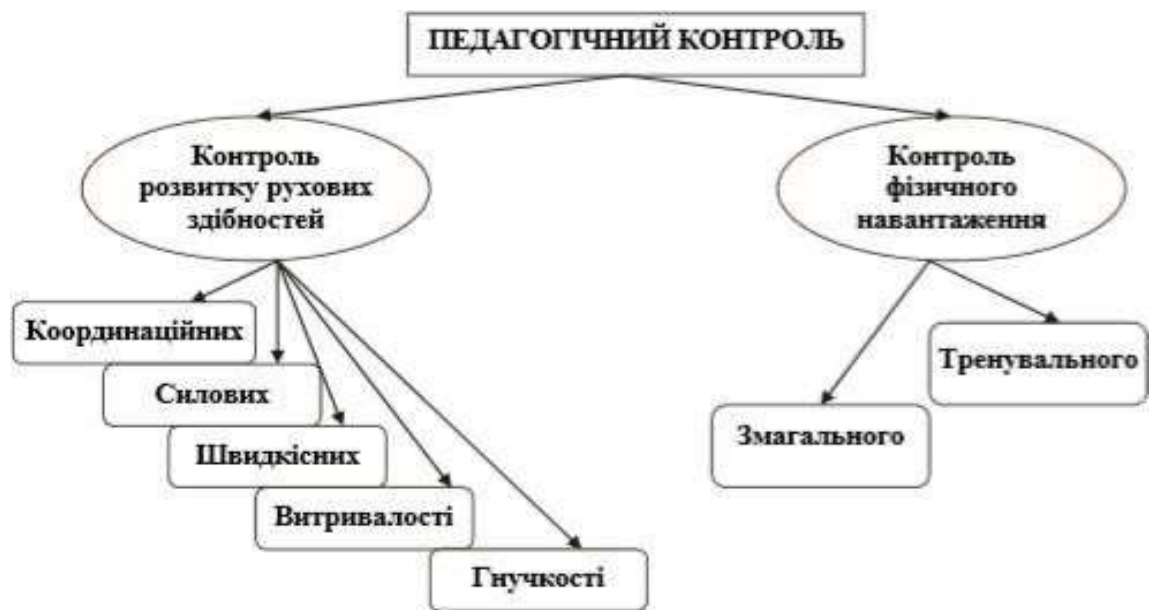 ПЕДАГОГІЧНИЙ КОНТРОЛЬ
Контроль
розвитку рухових
здібностей
Контроль
фізичного
навантаження
Координаційних
Силових
Швидкісних
Витривалості
Гнучкості
Тренувального
Змагального